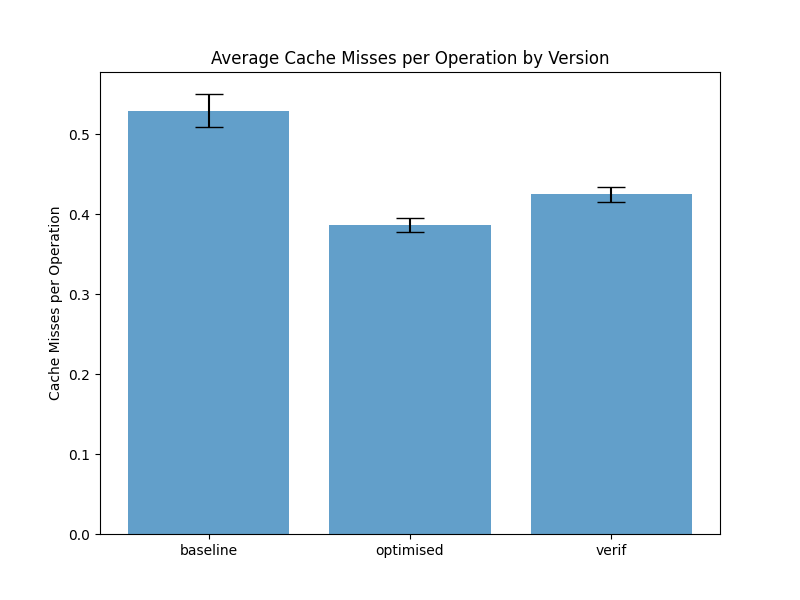 Average Cache Misses per Operation by Version
Cache Misses per Operation
0.5
0.4
0.3
0.2
0.1
0.0
baseline optimised verif